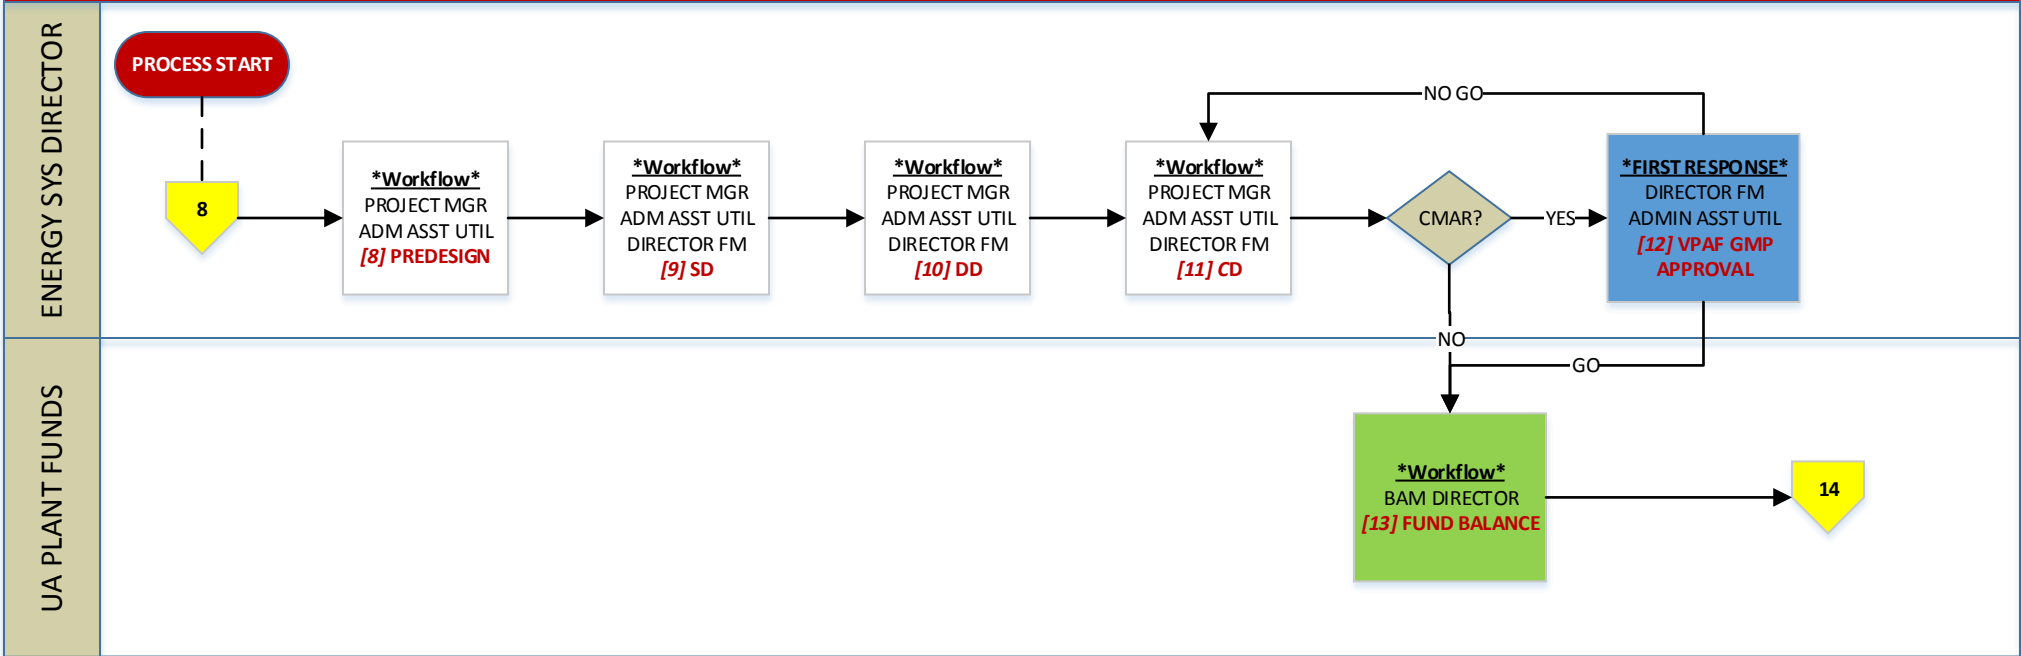 ENERGY SYS DIRECTOR
PROCESS START
8
*Workflow*
PROJECT MGR
ADM ASST UTIL
[8] PREDESIGN
*Workflow*
PROJECT MGR
ADM ASST UTIL
DIRECTOR FM
[9] SD
*Workflow*
PROJECT MGR
ADM ASST UTIL
DIRECTOR FM
[10] DD
*Workflow*
PROJECT MGR
ADM ASST UTIL
DIRECTOR FM
[11] CD
CMAR?
YES
NO GO
*FIRST RESPONSE*
DIRECTOR FM
ADMIN ASST UTIL
[12] VPAF GMP
APPROVAL
NO
GO
UA PLANT FUNDS
*Workflow*
BAM DIRECTOR
[13] FUND BALANCE
14